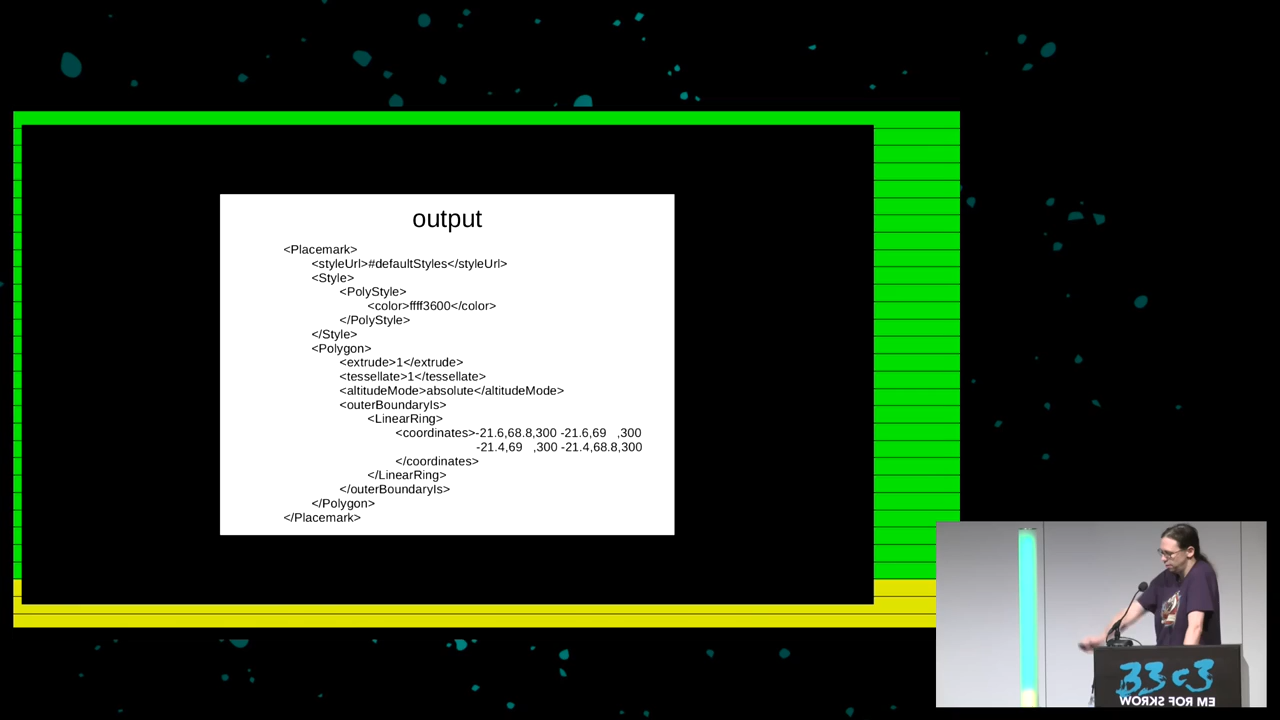 output
<Placemark>
<styleUrl>#defaultStyles</styleUrl>
<Style>
<PolyStyle>
<color>ffff3600</color>
</PolyStyle>
</Style>
<Polygon>
<extrude>1</extrude>
<tessellate>1</tessellate>
<altitudeMode>absolute</altitudeMode>
<outerBoundaryIs>
<LinearRing>
<coordinates>-21.6,68.8,300 -21.6,69   ,300
-21.4,69   ,300 -21.4,68.8,300
</coordinates>
</LinearRing>
</outerBoundaryIs>
</Polygon>
</Placemark>
33c3
WORKS FOR ME